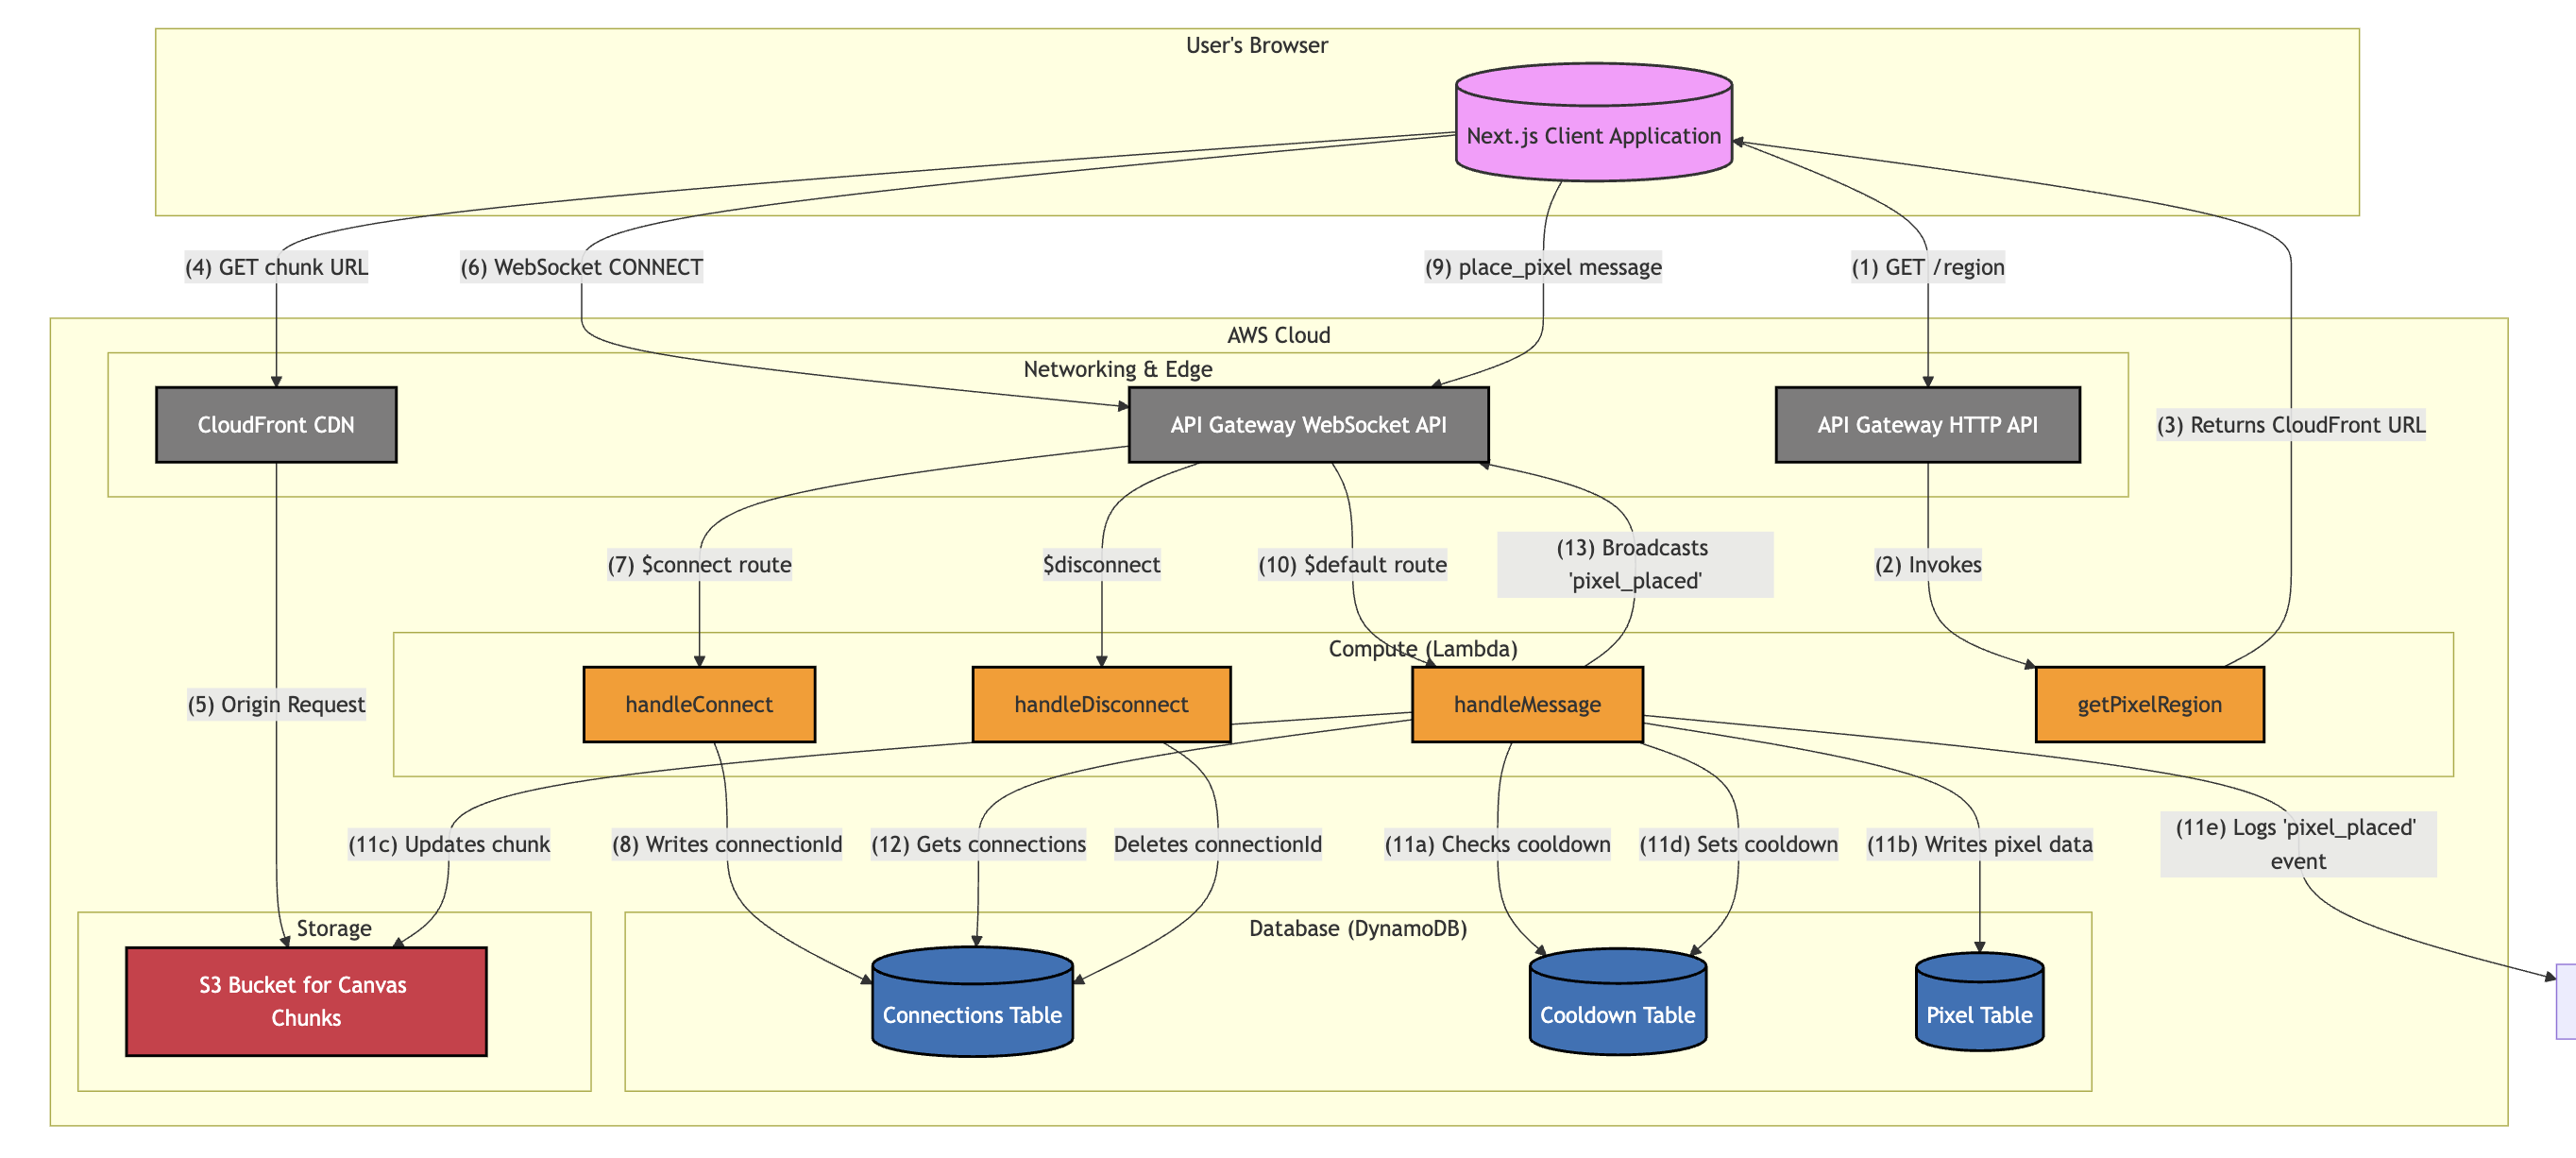 User's Browser
Next.js Client Application
(4) GET chunk URL
(6) WebSocket CONNECT
(9) place_pixel message
(1) GET /region
AWS Cloud
Networking & Edge
CloudFront CDN
API Gateway WebSocket API
API Gateway HTTP API
(3) Returns CloudFront URL
(7) $connect route
$disconnect
(10) $default route
(13) Broadcasts
'pixel_placed'
(2) Invokes
Compute (Lambda)
(5) Origin Request
handleConnect
handleDisconnect
handleMessage
getPixelRegion
(11c) Updates chunk
(8) Writes connectionId
(12) Gets connections
Deletes connectionId
(11a) Checks cooldown
(11d) Sets cooldown
(11b) Writes pixel data
(11e) Logs 'pixel_placed'
event
Storage
Database (DynamoDB)
S3 Bucket for Canvas
Chunks
Connections Table
Cooldown Table
Pixel Table